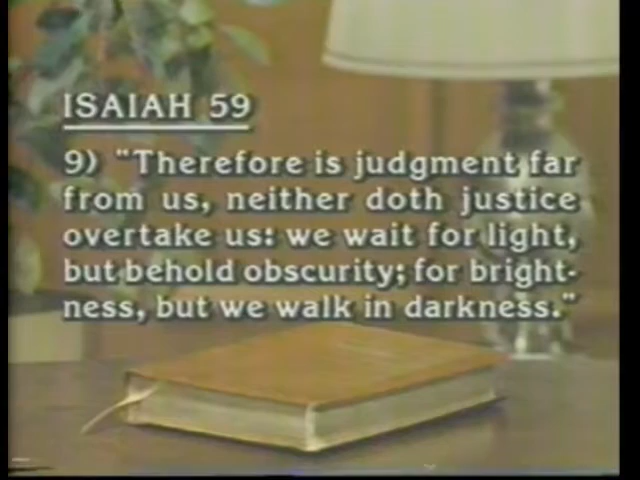 ISAIAH 59
9) "Therefore is judgment far
from us, neither doth justice
overtake us: we wait for light,
but behold obscurity; for bright-
ness, but we walk in darkness."